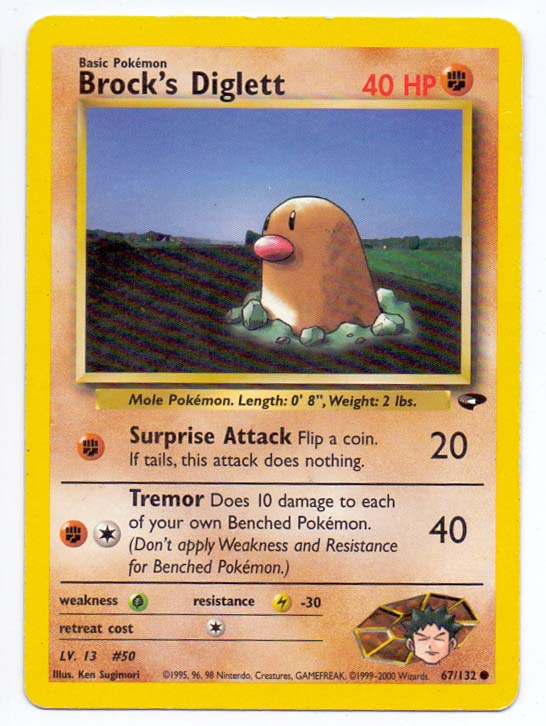 Basic Pokémon
Brock's Diglett
40 HP
Mole Pokémon. Length: 0' 8", Weight: 2 lbs.
Surprise Attack Flip a coin.
If tails, this attack does nothing.
20
Tremor Does 10 damage to each
of your own Benched Pokémon.
(Don't apply Weakness and Resistance
for Benched Pokémon.)
40
weakness resistance -30
retreat cost
LV. 13 #50
Illus. Ken Sugimori ©1995, 96, 98 Nintendo, Creatures, GAMEFREAK. ©1999-2000 Wizards. 67/132